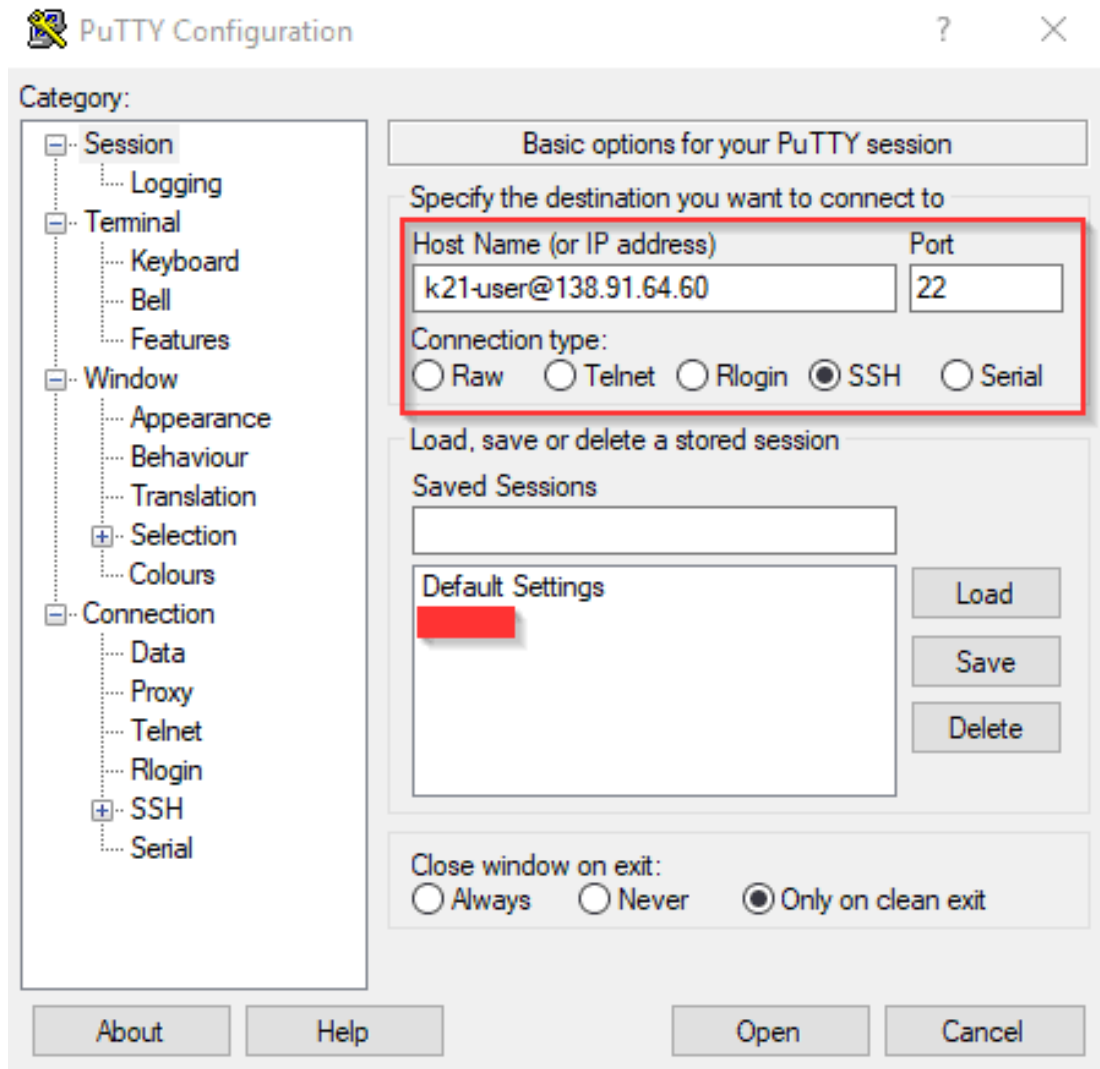 PuTTY Configuration
?
Category:
Session
Logging
Terminal
Keyboard
Bell
Features
Window
Appearance
Behaviour
Translation
Selection
Colours
Connection
Data
Proxy
Telnet
Rlogin
SSH
Serial
Basic options for your PuTTY session
Specify the destination you want to connect to
Host Name (or IP address) Port
k21-user@138.91.64.60 22
Connection type:
Raw Telnet Rlogin SSH Serial
Load, save or delete a stored session
Saved Sessions
Default Settings
Load
Save
Delete
Close window on exit:
Always Never Only on clean exit
About Help Open Cancel